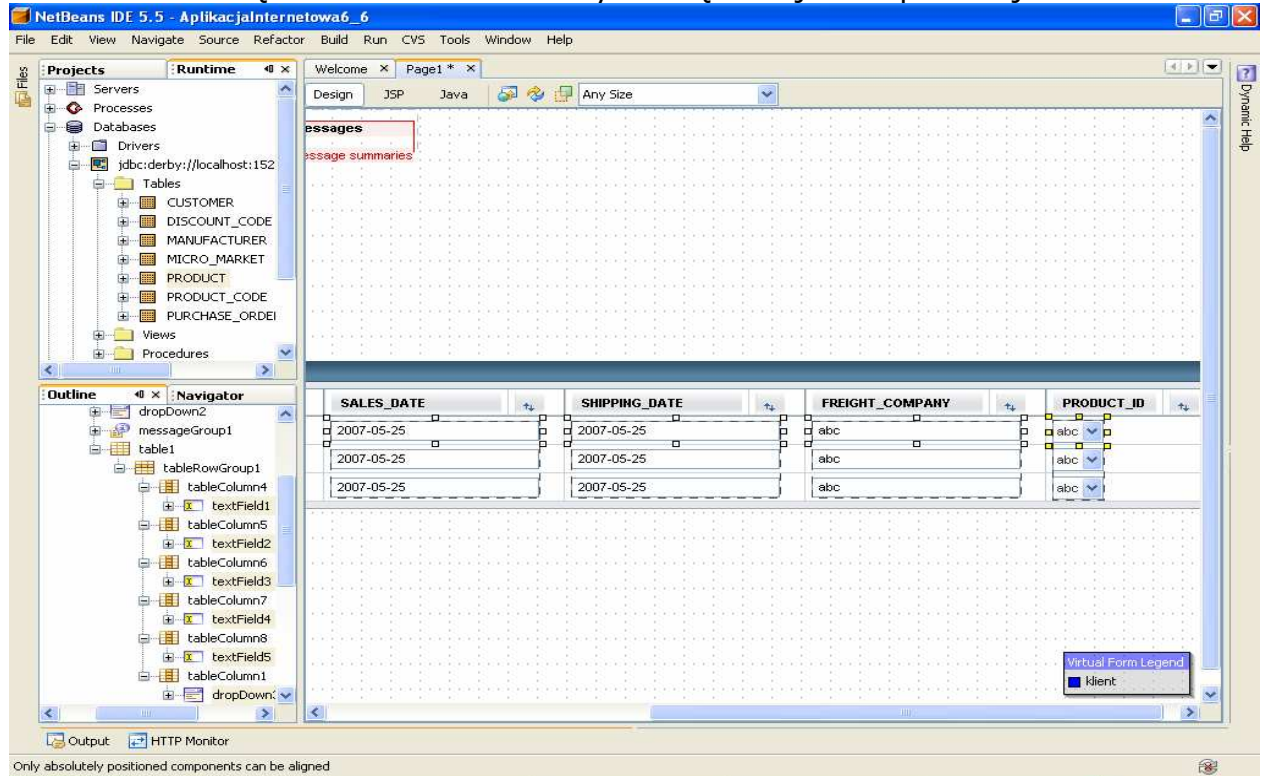 NetBeans IDE 5.5 - AplikacjaInternetowa6_6
File Edit View Navigate Source Refactor Build Run CVS Tools Window Help
Files
Projects Runtime
Servers
Processes
Databases
Drivers
jdbc:derby://localhost:152
Tables
CUSTOMER
DISCOUNT_CODE
MANUFACTURER
MICRO_MARKET
PRODUCT
PRODUCT_CODE
PURCHASE_ORDE
Views
Procedures
Outline Navigator
dropDown2
messageGroup1
table1
tableRowGroup1
tableColumn4
textField1
tableColumn5
textField2
tableColumn6
textField3
tableColumn7
textField4
tableColumn8
textField5
tableColumn1
dropDown
Welcome Page1 *
Design JSP Java Any Size
essages
essage summaries
SALES_DATE SHIPPING_DATE FREIGHT_COMPANY PRODUCT_ID
2007-05-25 2007-05-25 abc abc
2007-05-25 2007-05-25 abc abc
2007-05-25 2007-05-25 abc abc
Virtual Form Legend
klient
Dynamic Help
Output HTTP Monitor
Only absolutely positioned components can be aligned